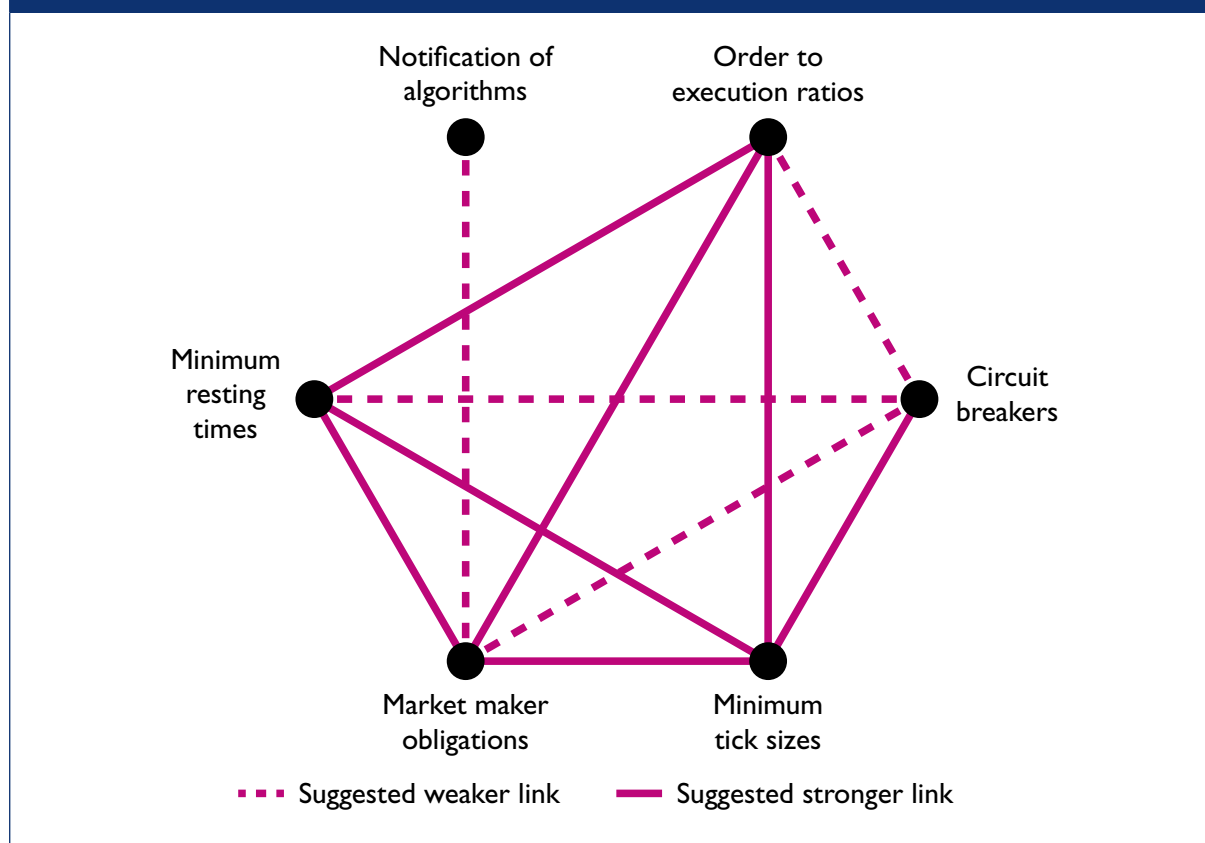 Notification of
algorithms
Order to
execution ratios
Minimum
resting
times
Circuit
breakers
Market maker
obligations
Minimum
tick sizes
Suggested weaker link
Suggested stronger link